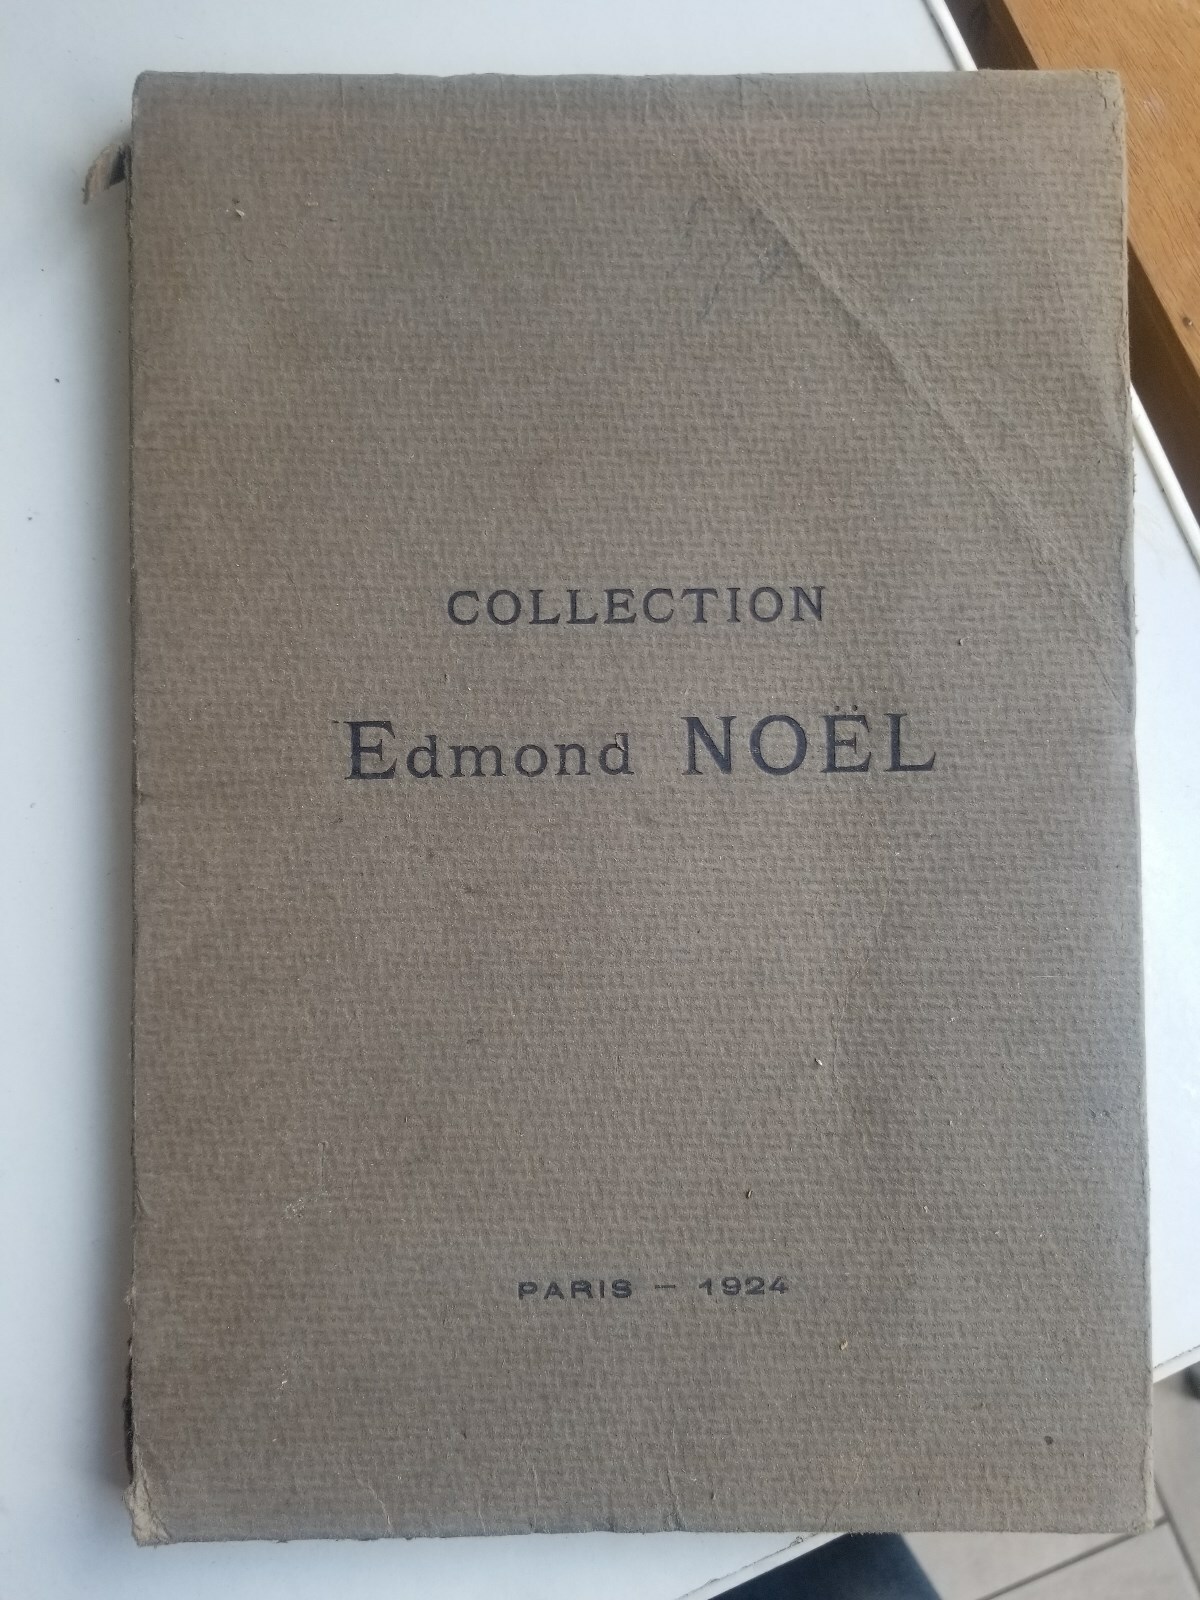 COLLECTION
Edmond NOËL
PARIS — 1924